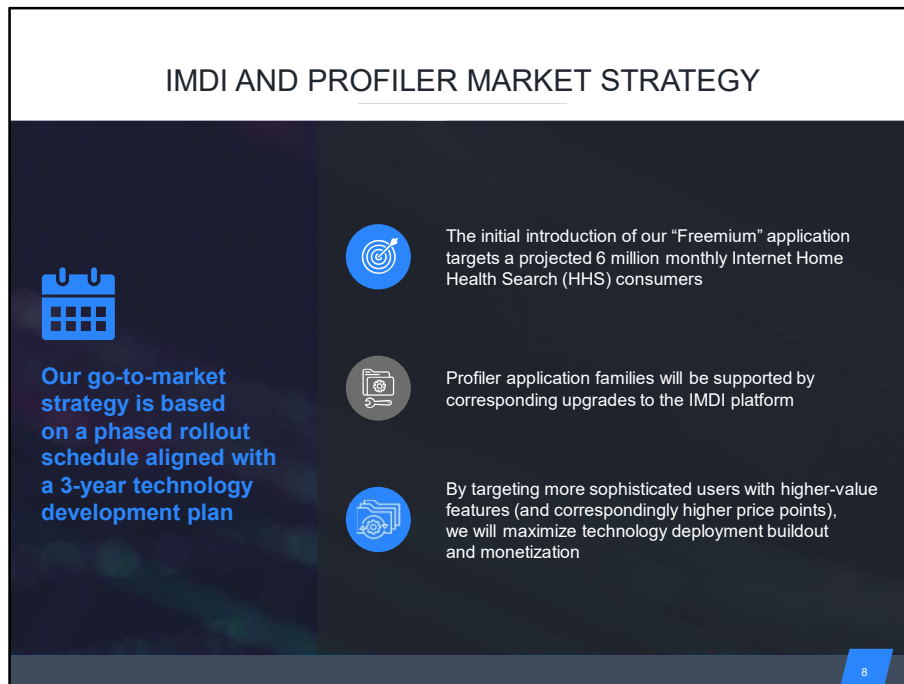 IMDI AND PROFILER MARKET STRATEGY
Our go-to-market
strategy is based
on a phased rollout
schedule aligned with
a 3-year technology
development plan
The initial introduction of our “Freemium” application
targets a projected 6 million monthly Internet Home
Health Search (HHS) consumers
Profiler application families will be supported by
corresponding upgrades to the IMDI platform
By targeting more sophisticated users with higher-value
features (and correspondingly higher price points),
we will maximize technology deployment buildout
and monetization
8